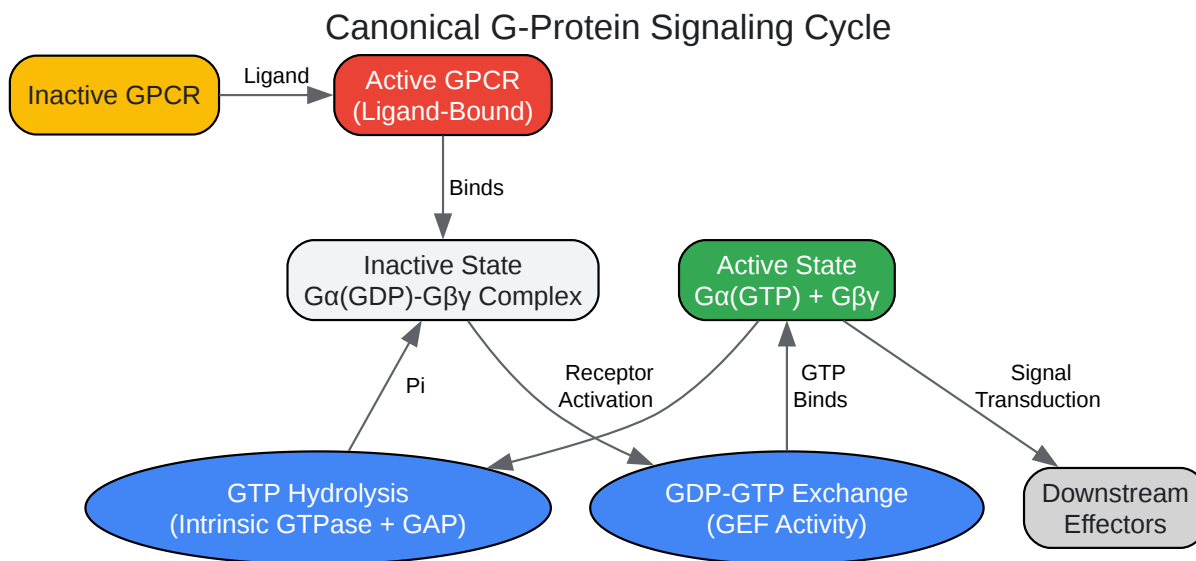 Canonical G-Protein Signaling Cycle
Inactive GPCR
Ligand
Active GPCR
(Ligand-Bound)
Binds
Inactive State
Gα(GDP)-Gβγ Complex
Active State
Gα(GTP) + Gβγ
Pi
Receptor
Activation
GTP
Binds
Signal
Transduction
GTP Hydrolysis
(Intrinsic GTPase + GAP)
GDP-GTP Exchange
(GEF Activity)
Downstream
Effectors